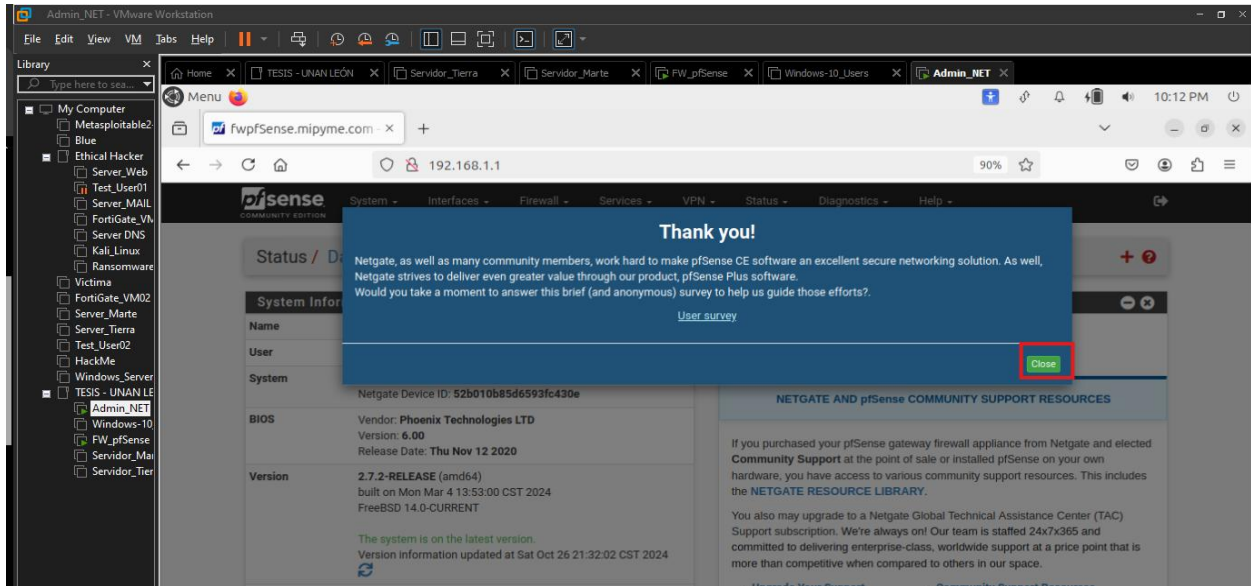 Admin_NET - VMware Workstation
File Edit View VM Tabs Help
Library
Type here to sea...
My Computer
Metasploitable2-
Blue
Ethical Hacker
Server_Web
Test_User01
Server_MAIL
FortiGate_VM
Server DNS
Kali_Linux
Ransomware
Victima
FortiGate_VM02
Server_Marte
Server_Tierra
Test_User02
HackMe
Windows_Server
TESIS - UNAN LE
Admin_NET
Windows-10
FW_pfSense
Servidor_Mar
Servidor_Tier
Home TESIS - UNAN LEÓN Servidor_Tierra Servidor_Marte FW_pfSense Windows-10_Users Admin_NET
Menu 10:12 PM
fwpfSense.mipyme.com -
192.168.1.1 90%
pfsense System Interfaces Firewall Services VPN Status Diagnostics Help
COMMUNITY EDITION
Thank you!
Netgate, as well as many community members, work hard to make pfSense CE software an excellent secure networking solution. As well,
Netgate strives to deliver even greater value through our product, pfSense Plus software.
Would you take a moment to answer this brief (and anonymous) survey to help us guide those efforts?.
User survey
Close
Status /
System Infor
Name
User
System
Netgate Device ID: 52b010b85d6593fc430e
BIOS
Vendor: Phoenix Technologies LTD
Version: 6.00
Release Date: Thu Nov 12 2020
Version
2.7.2-RELEASE (amd64)
built on Mon Mar 4 13:53:00 CST 2024
FreeBSD 14.0-CURRENT
The system is on the latest version.
Version information updated at Sat Oct 26 21:32:02 CST 2024
NETGATE AND pfSense COMMUNITY SUPPORT RESOURCES
If you purchased your pfSense gateway firewall appliance from Netgate and elected
Community Support at the point of sale or installed pfSense on your own
hardware, you have access to various community support resources. This includes
the NETGATE RESOURCE LIBRARY.
You also may upgrade to a Netgate Global Technical Assistance Center (TAC)
Support subscription. We're always on! Our team is staffed 24x7x365 and
committed to delivering enterprise-class, worldwide support at a price point that is
more than competitive when compared to others in our space.